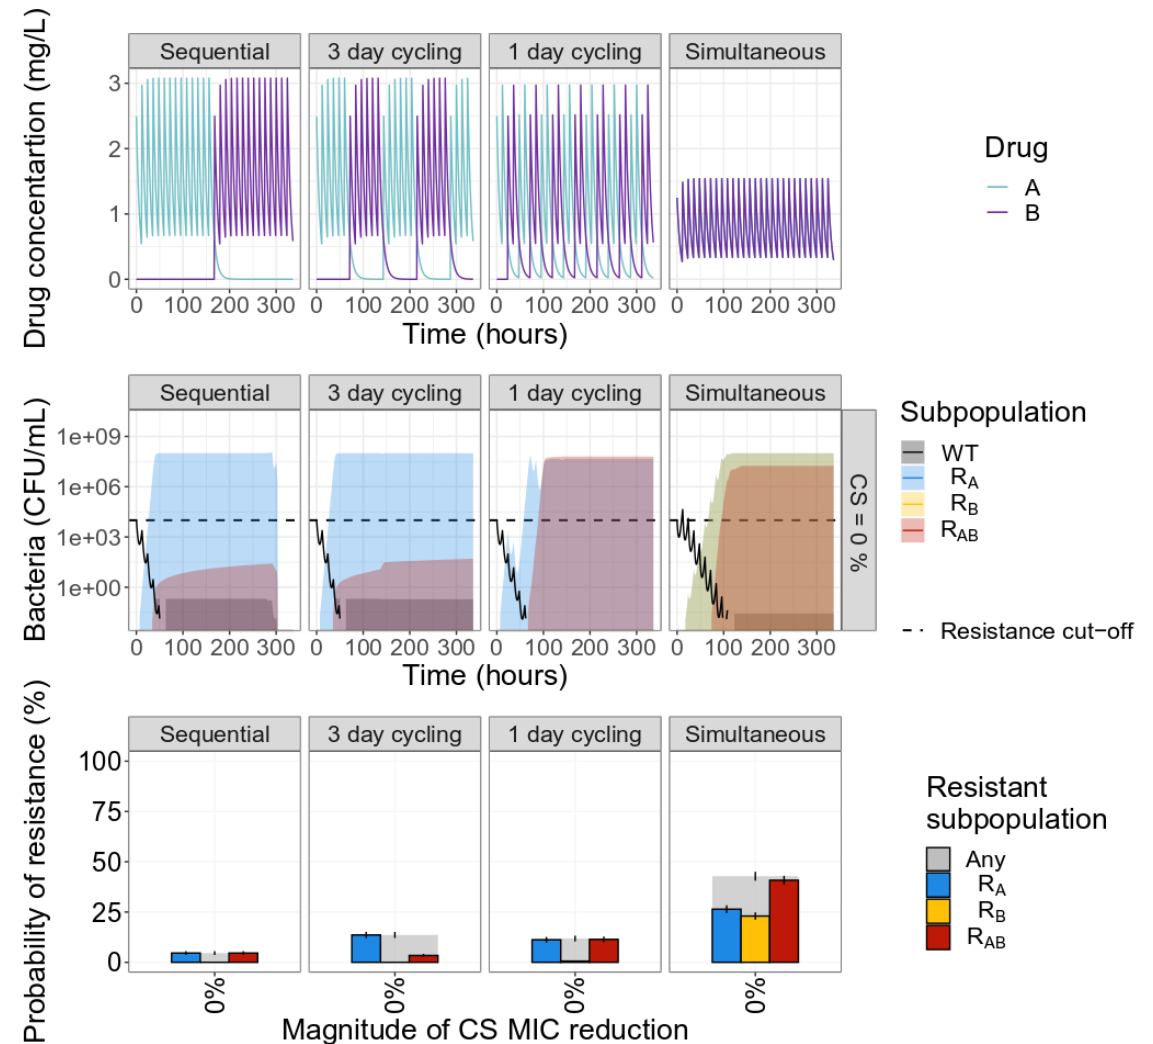 Drug concentartion (mg/L)
Sequential 3 day cycling 1 day cycling Simultaneous
3
2
1
0
0 100 200 300 0 100 200 300 0 100 200 300 0 100 200 300
Time (hours)
Drug
A
B
Bacteria (CFU/mL)
Sequential 3 day cycling 1 day cycling Simultaneous
1e+09
1e+06
1e+03
1e+00
CS = 0 %
0 100 200 300 0 100 200 300 0 100 200 300 0 100 200 300
Time (hours)
Subpopulation
WT
RA
RB
RAB
Resistance cut−off
Probability of resistance (%)
Sequential 3 day cycling 1 day cycling Simultaneous
100
75
50
25
0
0% 0% 0% 0%
Magnitude of CS MIC reduction
Resistant
subpopulation
Any
RA
RB
RAB